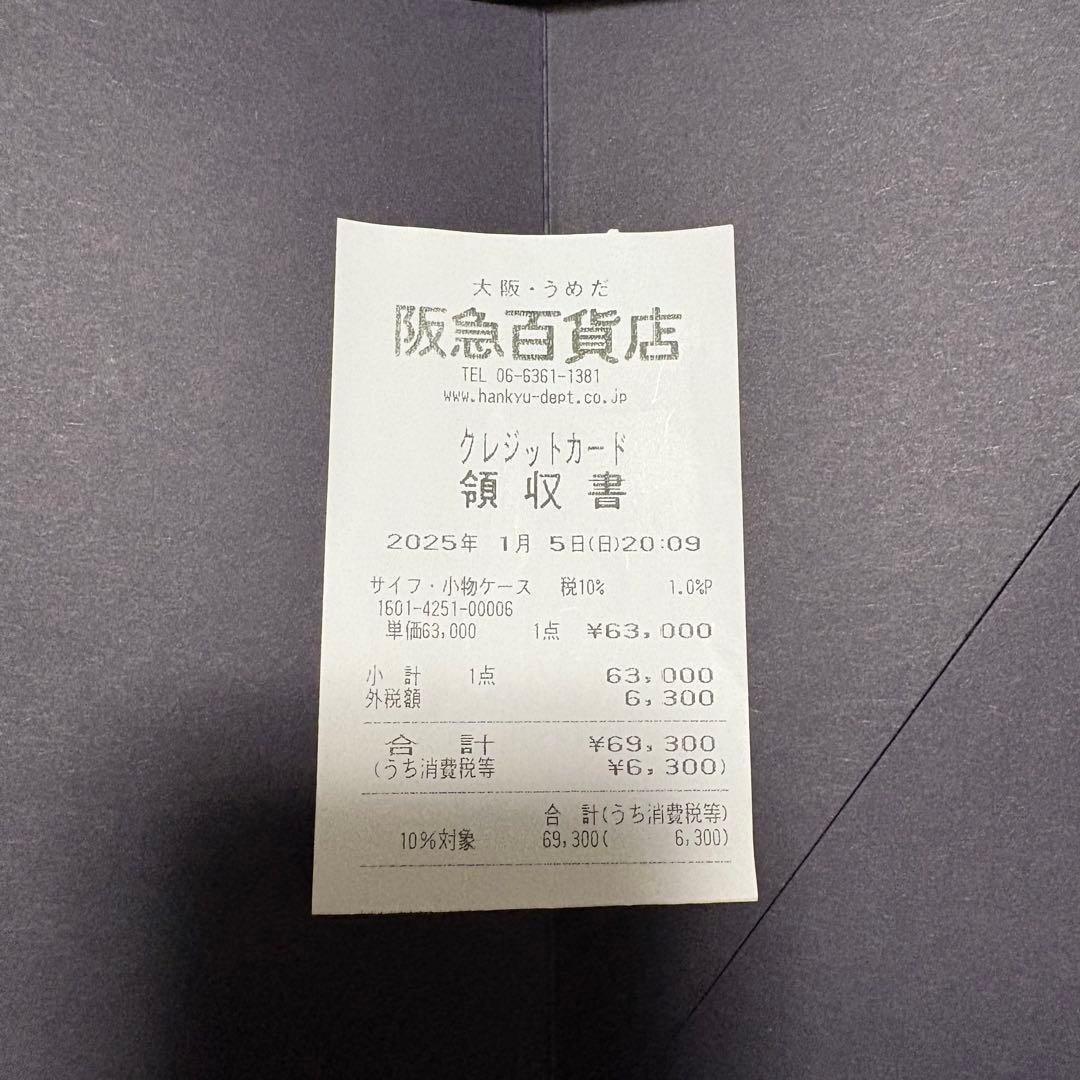 大阪・うめだ
阪急百貨店
TEL 06-6361-1381
www.hankyu-dept.co.jp
クレジットカード
領収書
2025年 1月 5日(日)20:09
サイフ・小物ケース 税10% 1.0%P
1601-4251-00006
単価63,000 1点 ¥63,000
小計 1点 63,000
外税額 6,300
合計 ¥69,300
(うち消費税等 ¥6,300)
合計(うち消費税等)
10%対象 69,300( 6,300)